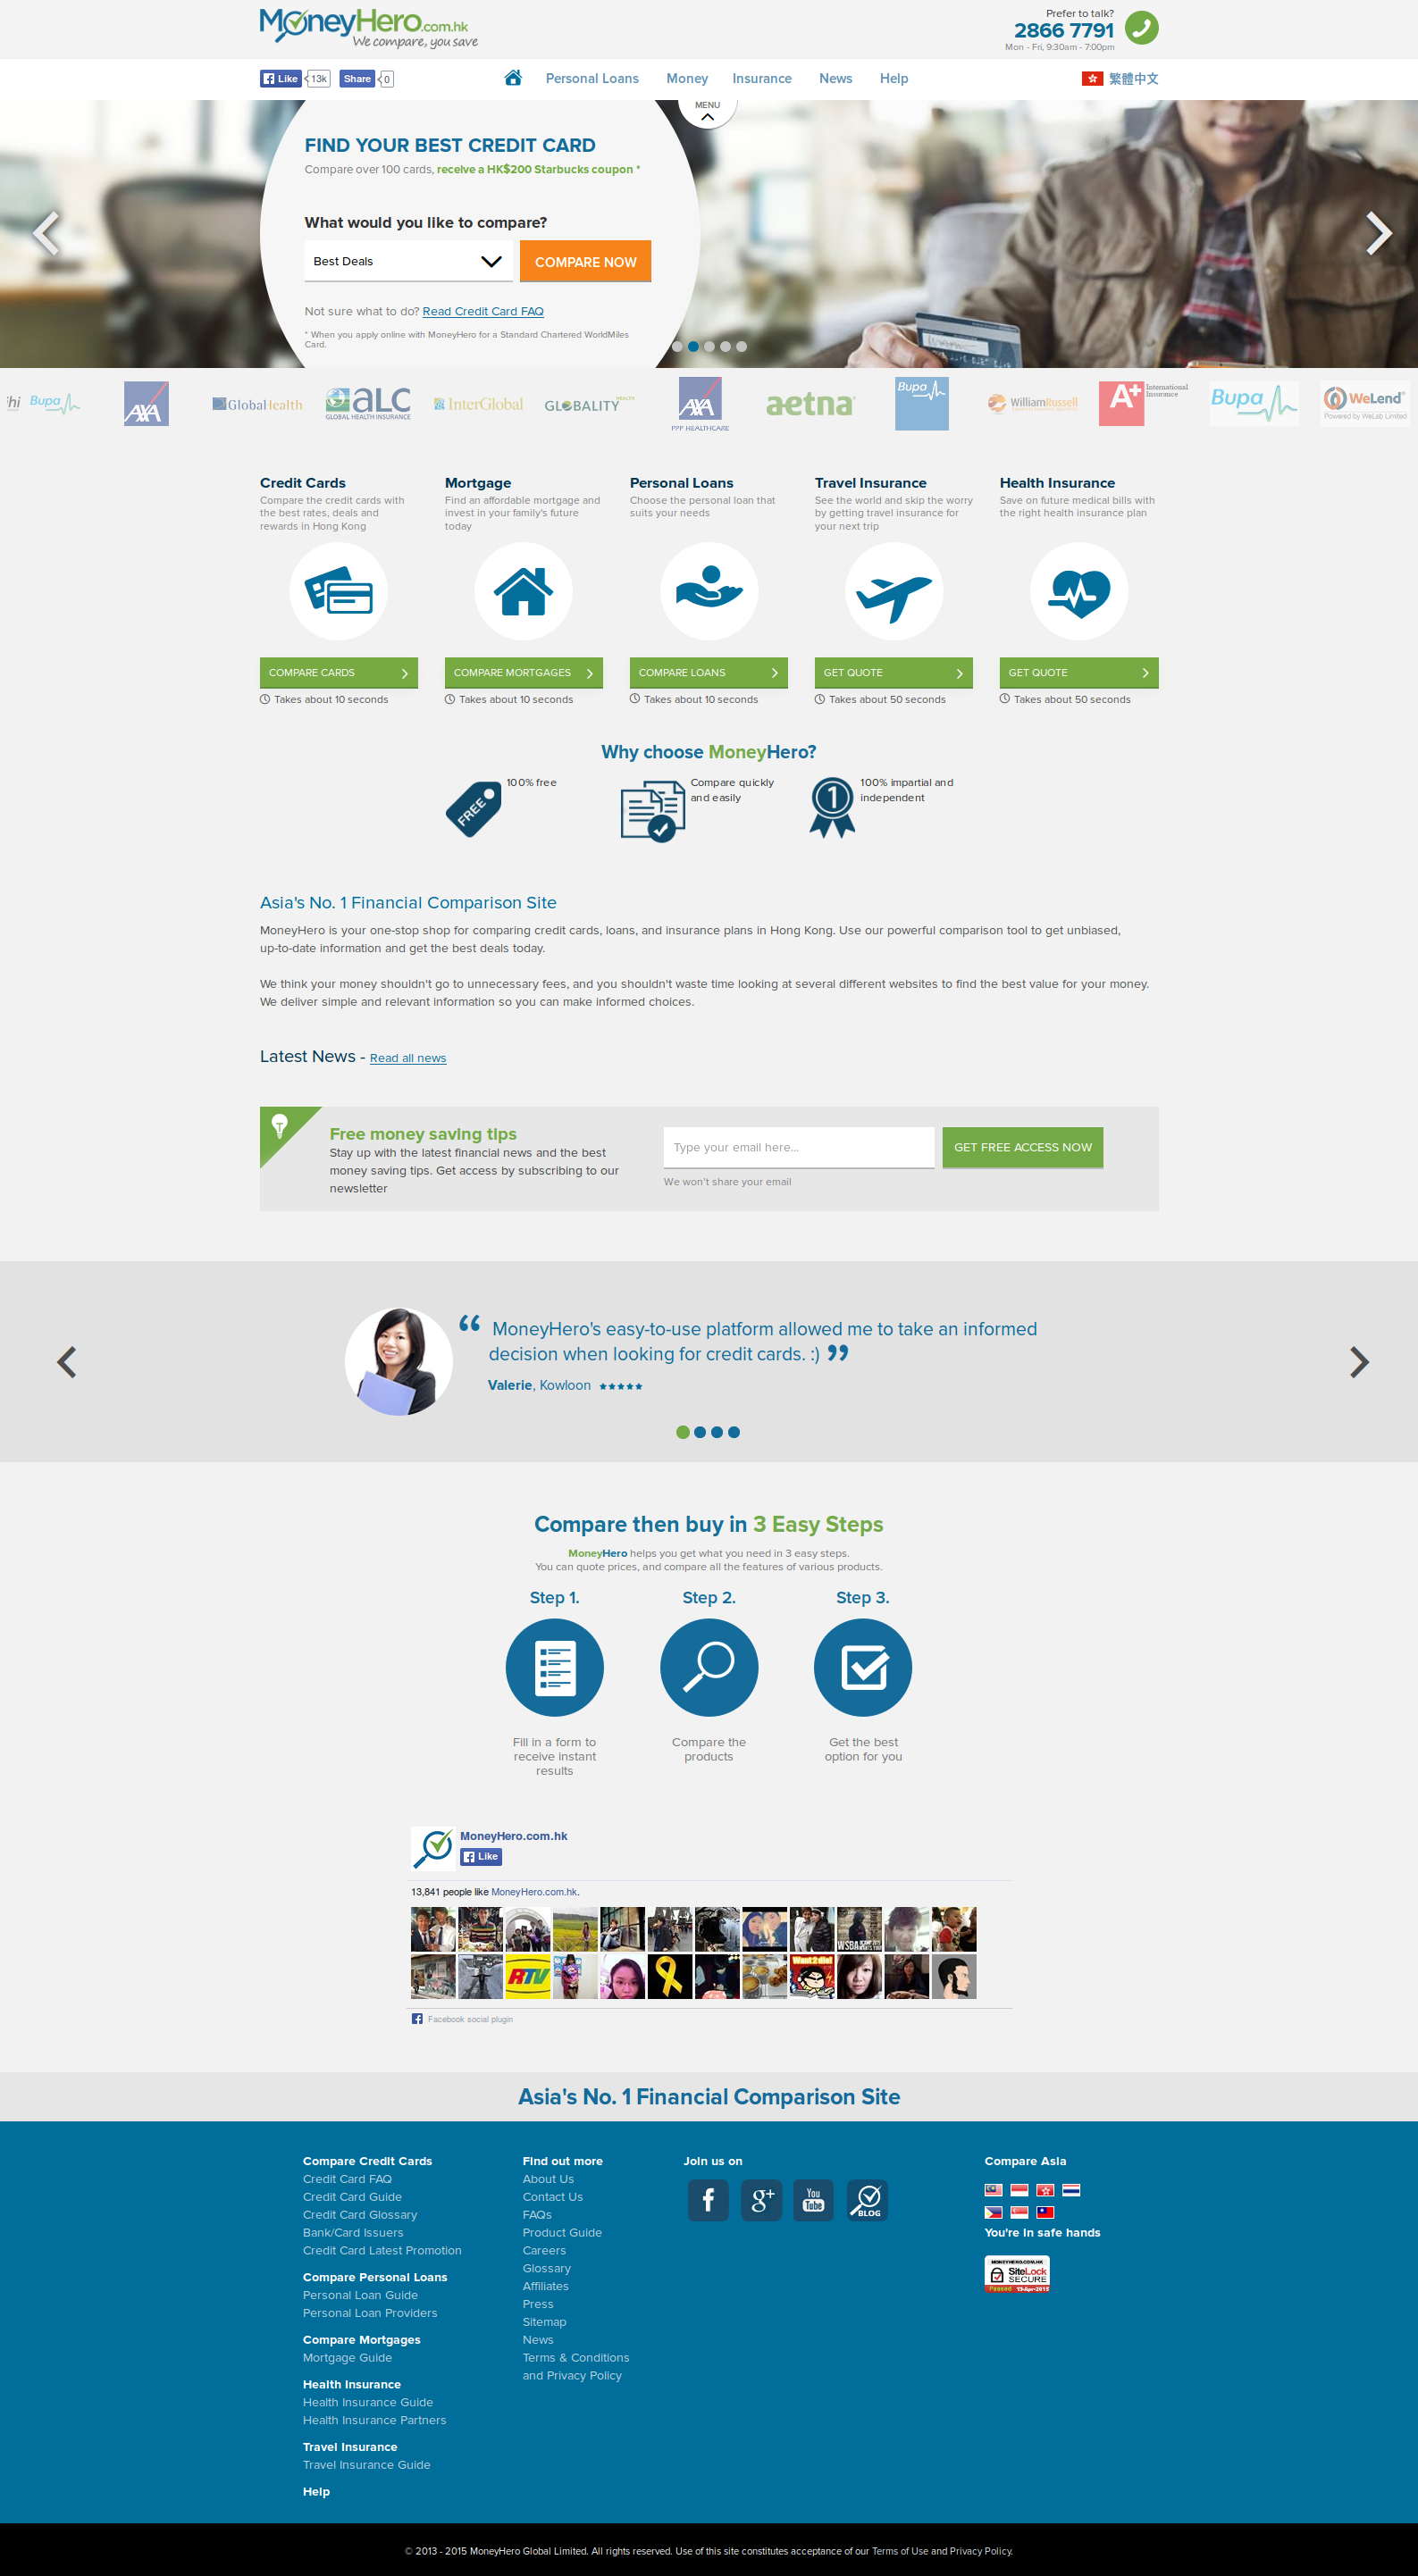 MoneyHero.com.hk
We compare, you save
Prefer to talk?
2866 7791
Mon - Fri, 9:30am - 7:00pm
Like 13k Share 0
Personal Loans Money Insurance News Help
繁體中文
MENU
FIND YOUR BEST CREDIT CARD
Compare over 100 cards, receive a HK$200 Starbucks coupon *
What would you like to compare?
Best Deals
COMPARE NOW
Not sure what to do? Read Credit Card FAQ
* When you apply online with MoneyHero for a Standard Chartered WorldMiles
Card.
Bupa
AXA
GlobalHealth
aLC
GLOBAL HEALTH INSURANCE
InterGlobal
GLOBALITY HEALTH
AXA
PPP HEALTHCARE
aetna
Bupa
WilliamRussell
A+ International
Insurance
Bupa
WeLend
Powered by WeLab Limited
Credit Cards
Compare the credit cards with
the best rates, deals and
rewards in Hong Kong
COMPARE CARDS
Takes about 10 seconds
Mortgage
Find an affordable mortgage and
invest in your family's future
today
COMPARE MORTGAGES
Takes about 10 seconds
Personal Loans
Choose the personal loan that
suits your needs
COMPARE LOANS
Takes about 10 seconds
Travel Insurance
See the world and skip the worry
by getting travel insurance for
your next trip
GET QUOTE
Takes about 50 seconds
Health Insurance
Save on future medical bills with
the right health insurance plan
GET QUOTE
Takes about 50 seconds
Why choose MoneyHero?
FREE
100% free
Compare quickly
and easily
1
100% impartial and
independent
Asia's No. 1 Financial Comparison Site
MoneyHero is your one-stop shop for comparing credit cards, loans, and insurance plans in Hong Kong. Use our powerful comparison tool to get unbiased,
up-to-date information and get the best deals today.
We think your money shouldn't go to unnecessary fees, and you shouldn't waste time looking at several different websites to find the best value for your money.
We deliver simple and relevant information so you can make informed choices.
Latest News - Read all news
Free money saving tips
Stay up with the latest financial news and the best
money saving tips. Get access by subscribing to our
newsletter
Type your email here...
GET FREE ACCESS NOW
We won't share your email
“ MoneyHero's easy-to-use platform allowed me to take an informed
decision when looking for credit cards. :) ”
Valerie, Kowloon ★★★★★
Compare then buy in 3 Easy Steps
MoneyHero helps you get what you need in 3 easy steps.
You can quote prices, and compare all the features of various products.
Step 1.
Fill in a form to
receive instant
results
Step 2.
Compare the
products
Step 3.
Get the best
option for you
MoneyHero.com.hk
Like
13,841 people like MoneyHero.com.hk.
WSBA
RTV
Want 2 die!
Facebook social plugin
Asia's No. 1 Financial Comparison Site
Compare Credit Cards
Credit Card FAQ
Credit Card Guide
Credit Card Glossary
Bank/Card Issuers
Credit Card Latest Promotion
Compare Personal Loans
Personal Loan Guide
Personal Loan Providers
Compare Mortgages
Mortgage Guide
Health Insurance
Health Insurance Guide
Health Insurance Partners
Travel Insurance
Travel Insurance Guide
Help
Find out more
About Us
Contact Us
FAQs
Product Guide
Careers
Glossary
Affiliates
Press
Sitemap
News
Terms & Conditions
and Privacy Policy
Join us on
f g+ You Tube BLOG
Compare Asia
You're in safe hands
MONEYHERO.COM.HK
SiteLock
SECURE
Passed 13-Apr-2015
© 2013 - 2015 MoneyHero Global Limited. All rights reserved. Use of this site constitutes acceptance of our Terms of Use and Privacy Policy.